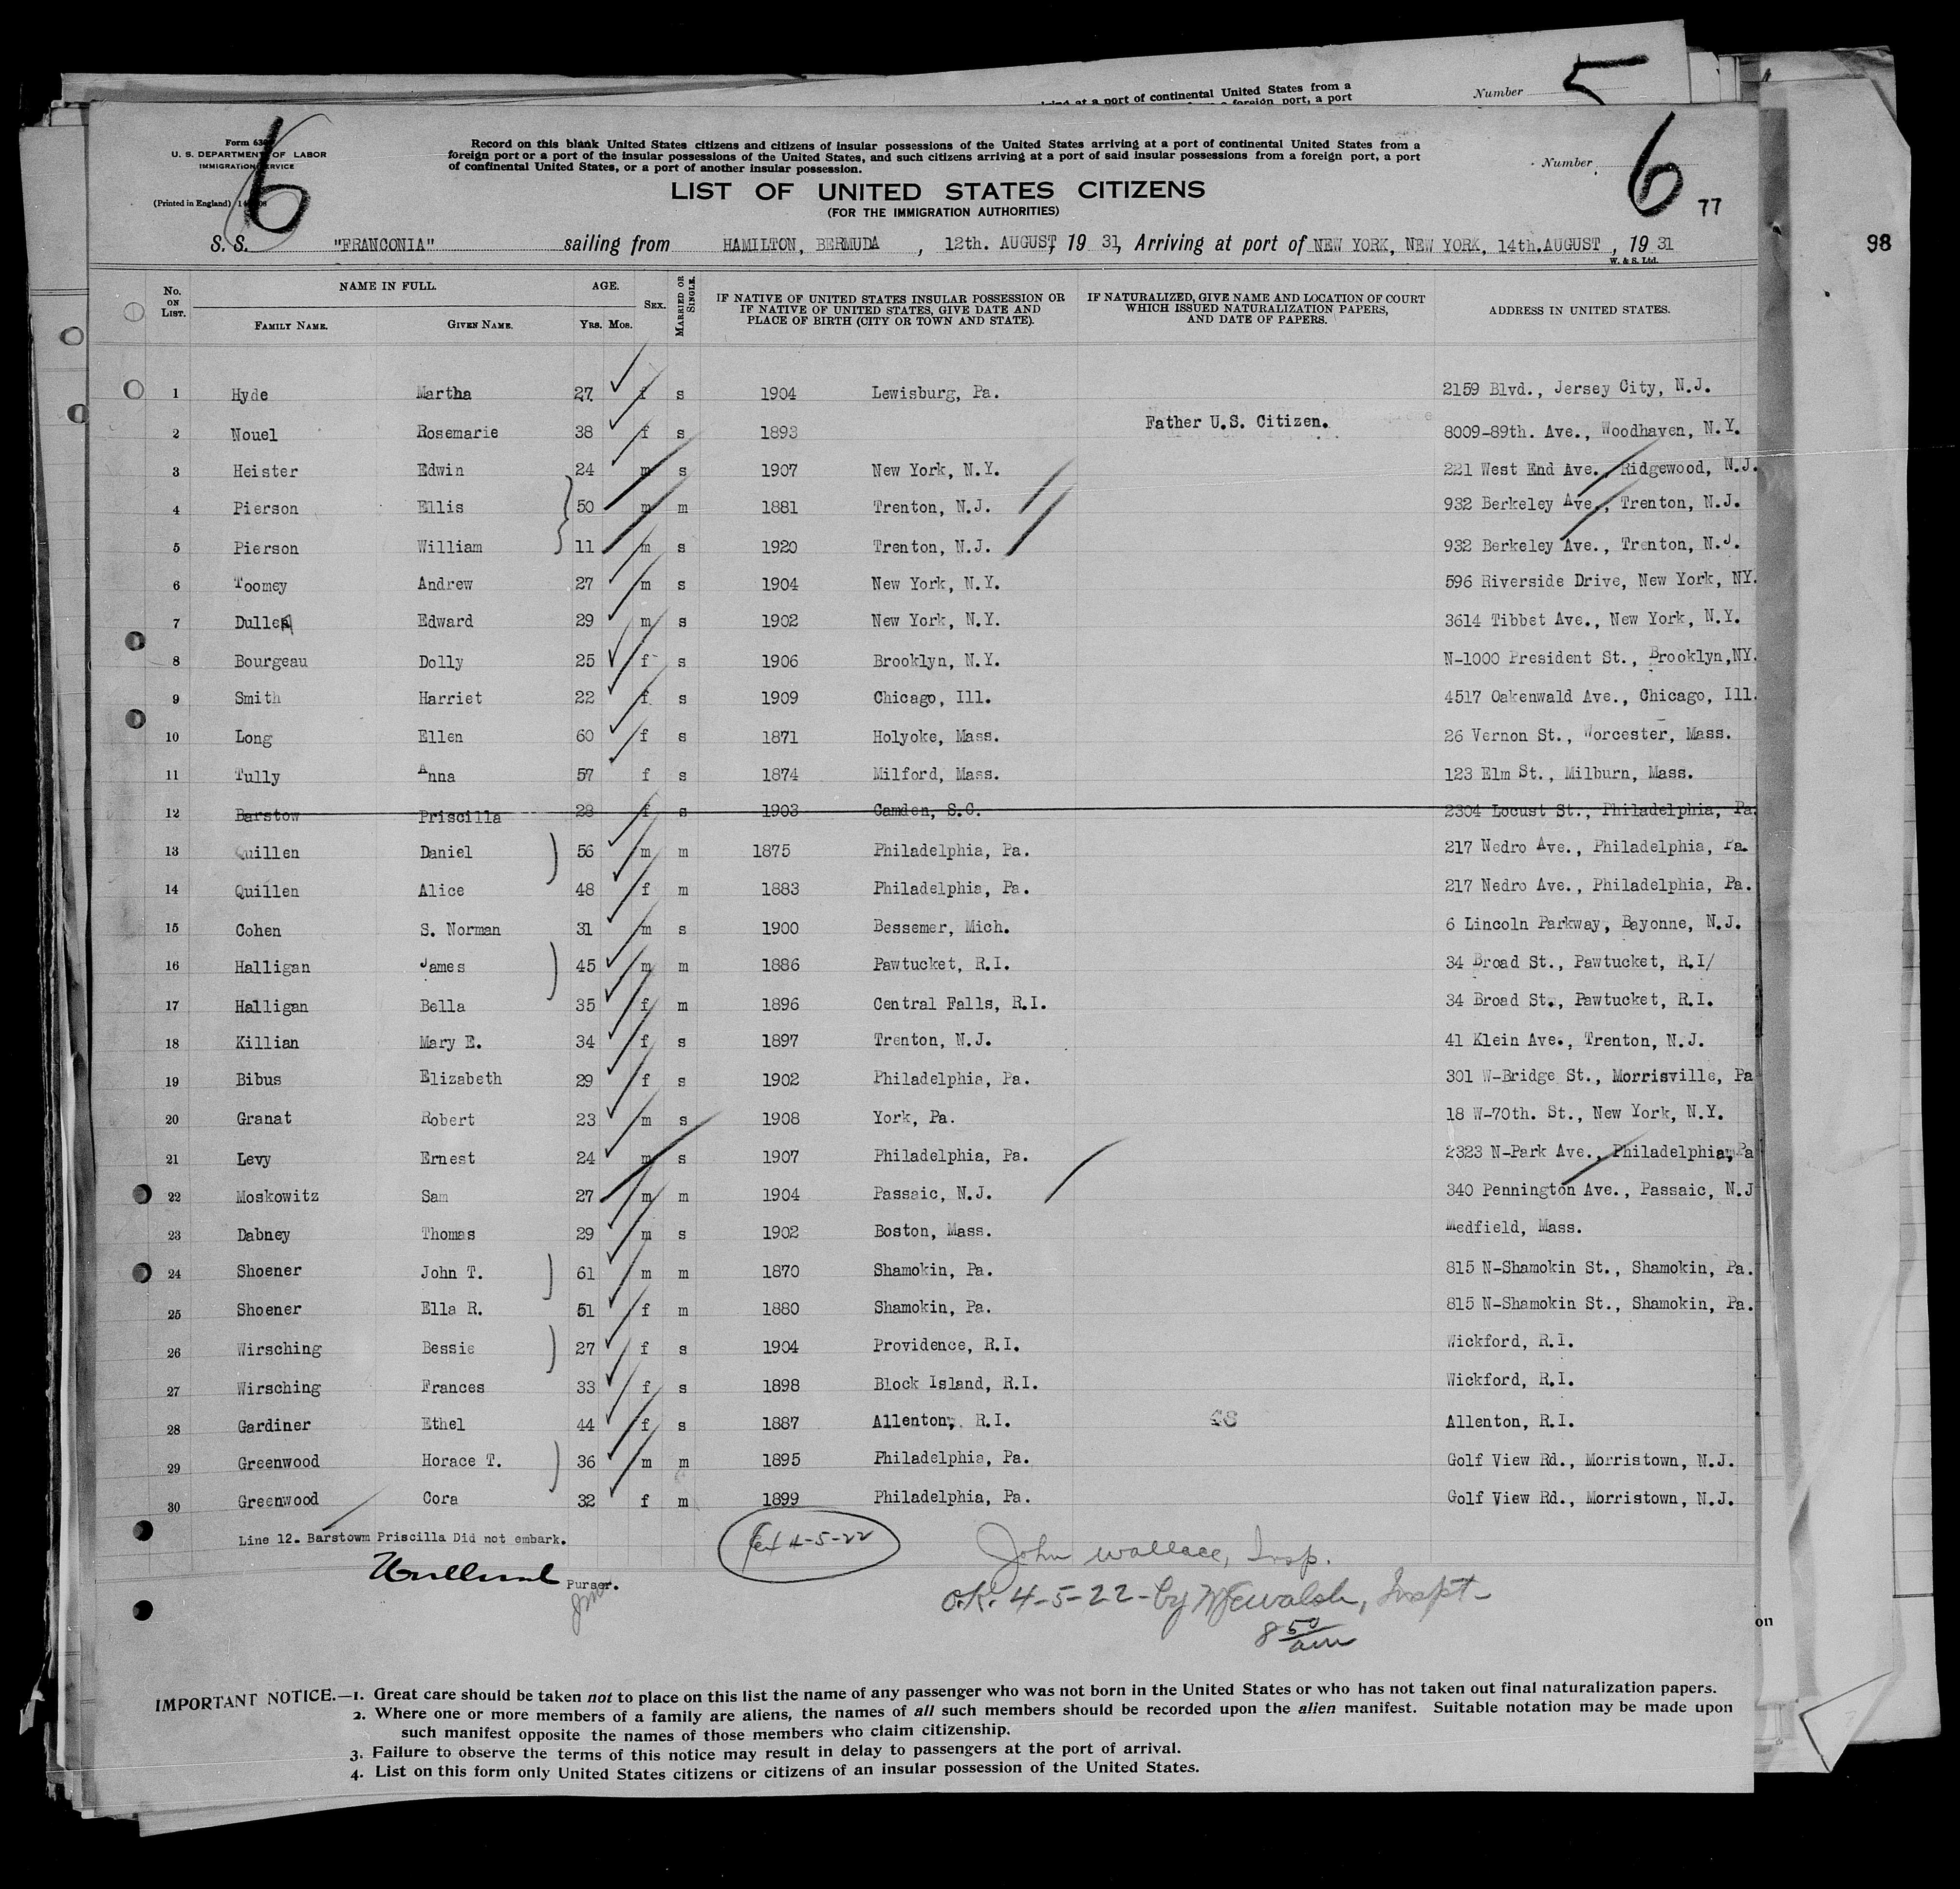 ving at a port of continental United States from a
a foreign port, a port
Number 5
Form 630
U. S. DEPARTMENT OF LABOR
IMMIGRATION SERVICE
(Printed in England)
6
Record on this blank United States citizens and citizens of insular possessions of the United States arriving at a port of continental United States from a
foreign port or a port of the insular possessions of the United States, and such citizens arriving at a port of said insular possessions from a foreign port, a port
of continental United States, or a port of another insular possession.
Number 6
77
98
LIST OF UNITED STATES CITIZENS
(FOR THE IMMIGRATION AUTHORITIES)
S. S. "FRANCONIA" sailing from HAMILTON, BERMUDA , 12th. AUGUST, 19 31, Arriving at port of NEW YORK, NEW YORK, 14th.AUGUST , 19 31
W. & S. Ltd.
No. ON LIST. NAME IN FULL. FAMILY NAME. GIVEN NAME. AGE. YRS. MOS. SEX. MARRIED OR SINGLE. IF NATIVE OF UNITED STATES INSULAR POSSESSION OR IF NATIVE OF UNITED STATES, GIVE DATE AND PLACE OF BIRTH (CITY OR TOWN AND STATE). IF NATURALIZED, GIVE NAME AND LOCATION OF COURT WHICH ISSUED NATURALIZATION PAPERS, AND DATE OF PAPERS. ADDRESS IN UNITED STATES.
1 Hyde Martha 27 f s 1904 Lewisburg, Pa. 2159 Blvd., Jersey City, N.J.
2 Nouel Rosemarie 38 f s 1893 Father U.S. Citizen. 8009-89th. Ave., Woodhaven, N.Y.
3 Heister Edwin 24 m s 1907 New York, N.Y. 221 West End Ave., Ridgewood, N.J.
4 Pierson Ellis 50 m m 1881 Trenton, N.J. 932 Berkeley Ave., Trenton, N.J.
5 Pierson William 11 m s 1920 Trenton, N.J. 932 Berkeley Ave., Trenton, N.J.
6 Toomey Andrew 27 m s 1904 New York, N.Y. 596 Riverside Drive, New York, NY.
7 Dulle Edward 29 m s 1902 New York, N.Y. 3614 Tibbet Ave., New York, N.Y.
8 Bourgeau Dolly 25 f s 1906 Brooklyn, N.Y. N-1000 President St., Brooklyn,NY.
9 Smith Harriet 22 f s 1909 Chicago, Ill. 4517 Oakenwald Ave., Chicago, Ill.
10 Long Ellen 60 f s 1871 Holyoke, Mass. 26 Vernon St., Worcester, Mass.
11 Tully Anna 57 f s 1874 Milford, Mass. 123 Elm St., Milburn, Mass.
12 Barstow Priscilla 28 f s 1903 Camden, S.C. 2304 Locust St., Philadelphia, Pa.
13 Quillen Daniel 56 m m 1875 Philadelphia, Pa. 217 Nedro Ave., Philadelphia, Pa.
14 Quillen Alice 48 f m 1883 Philadelphia, Pa. 217 Nedro Ave., Philadelphia, Pa.
15 Cohen S. Norman 31 m s 1900 Bessemer, Mich. 6 Lincoln Parkway, Bayonne, N.J.
16 Halligan James 45 m m 1886 Pawtucket, R.I. 34 Broad St., Pawtucket, R.I/
17 Halligan Bella 35 f m 1896 Central Falls, R.I. 34 Broad St., Pawtucket, R.I.
18 Killian Mary E. 34 f s 1897 Trenton, N.J. 41 Klein Ave., Trenton, N.J.
19 Bibus Elizabeth 29 f s 1902 Philadelphia, Pa. 301 W-Bridge St., Morrisville, Pa
20 Granat Robert 23 m s 1908 York, Pa. 18 W-70th. St., New York, N.Y.
21 Levy Ernest 24 m s 1907 Philadelphia, Pa. 2323 N-Park Ave., Philadelphia, Pa
22 Moskowitz Sam 27 m m 1904 Passaic, N.J. 340 Pennington Ave., Passaic, N.J
23 Dabney Thomas 29 m s 1902 Boston, Mass. Medfield, Mass.
24 Shoener John T. 61 m m 1870 Shamokin, Pa. 815 N-Shamokin St., Shamokin, Pa.
25 Shoener Ella R. 51 f m 1880 Shamokin, Pa. 815 N-Shamokin St., Shamokin, Pa.
26 Wirsching Bessie 27 f s 1904 Providence, R.I. Wickford, R.I.
27 Wirsching Frances 33 f s 1898 Block Island, R.I. Wickford, R.I.
28 Gardiner Ethel 44 f s 1887 Allenton, R.I. Allenton, R.I.
29 Greenwood Horace T. 36 m m 1895 Philadelphia, Pa. Golf View Rd., Morristown, N.J.
30 Greenwood Cora 32 f m 1899 Philadelphia, Pa. Golf View Rd., Morristown, N.J.
Line 12. Barstowm Priscilla Did not embark.
Purser.
4-5-22
John Wallace, Insp.
O.K. 4-5-22-by Walsh, Inspt-
8 50 am
on
IMPORTANT NOTICE.—1. Great care should be taken not to place on this list the name of any passenger who was not born in the United States or who has not taken out final naturalization papers.
2. Where one or more members of a family are aliens, the names of all such members should be recorded upon the alien manifest. Suitable notation may be made upon
such manifest opposite the names of those members who claim citizenship.
3. Failure to observe the terms of this notice may result in delay to passengers at the port of arrival.
4. List on this form only United States citizens or citizens of an insular possession of the United States.